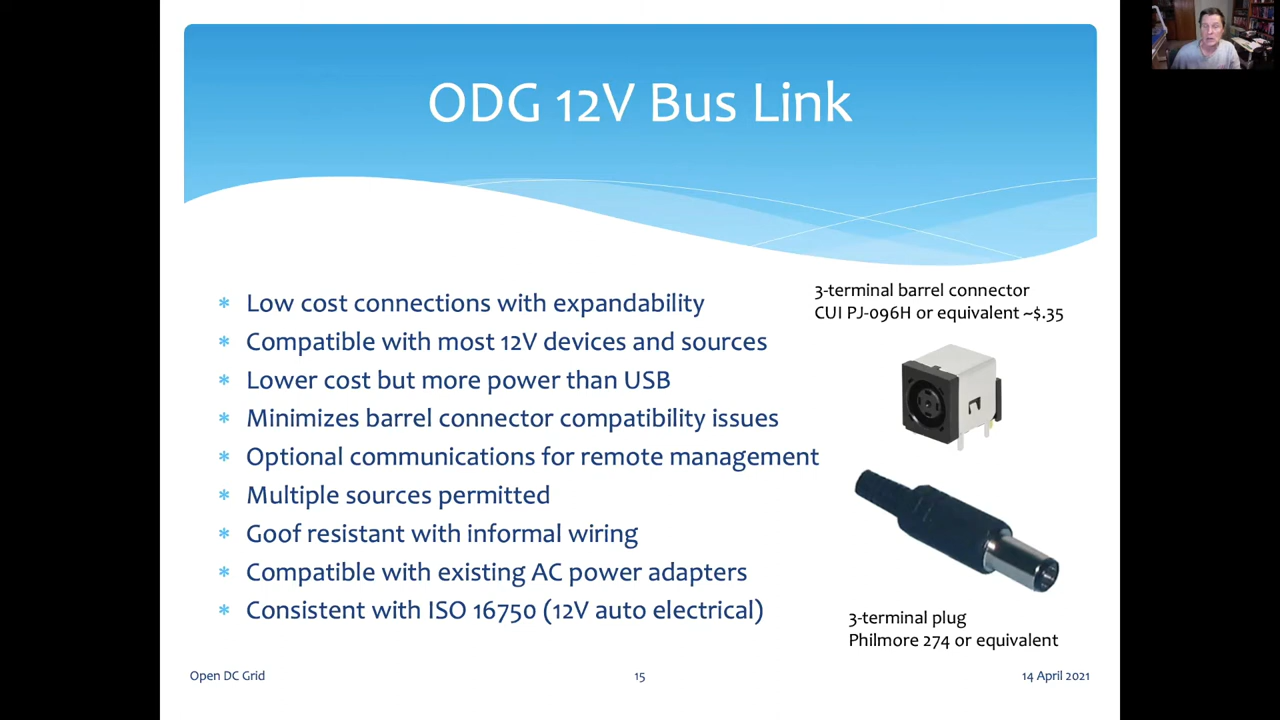 ODG 12V Bus Link
* Low cost connections with expandability
* Compatible with most 12V devices and sources
* Lower cost but more power than USB
* Minimizes barrel connector compatibility issues
* Optional communications for remote management
* Multiple sources permitted
* Goof resistant with informal wiring
* Compatible with existing AC power adapters
* Consistent with ISO 16750 (12V auto electrical)
3-terminal barrel connector
CUI PJ-096H or equivalent ~$.35
3-terminal plug
Philmore 274 or equivalent
Open DC Grid
15
14 April 2021